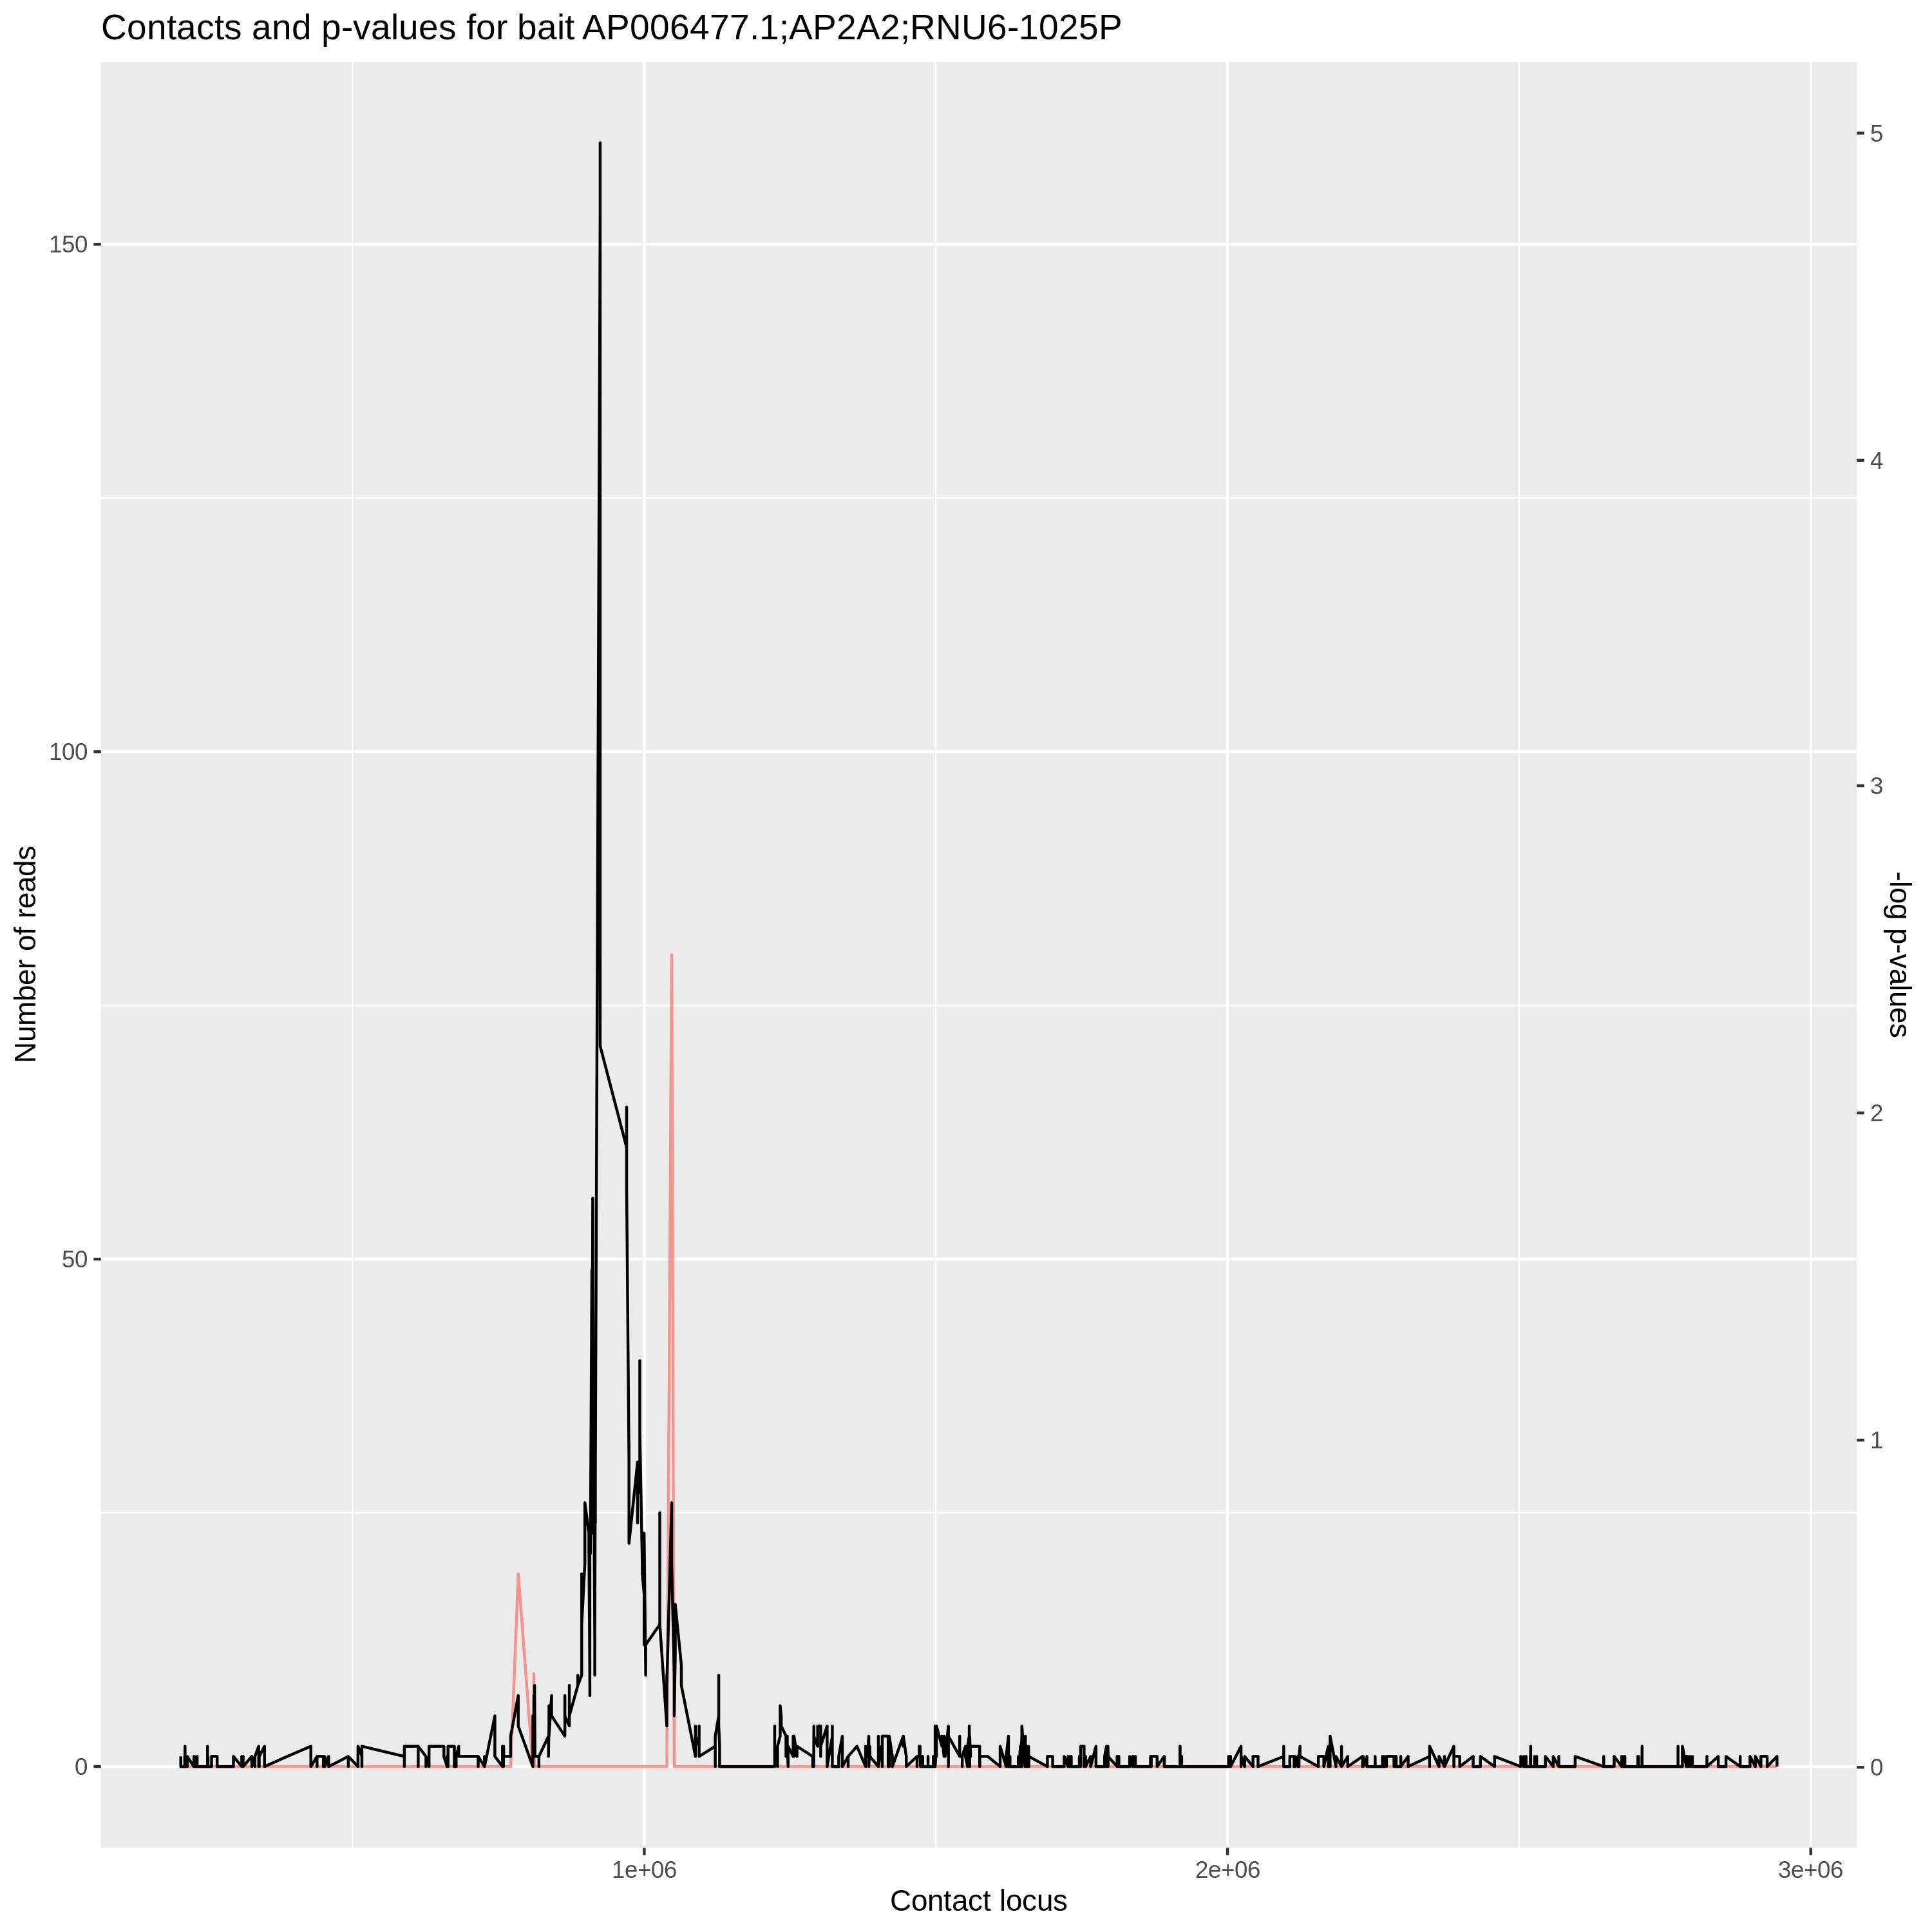 Contacts and p-values for bait AP006477.1;AP2A2;RNU6-1025P
150
100
50
0
Number of reads
5
4
3
2
1
0
-log p-values
1e+06
2e+06
3e+06
Contact locus